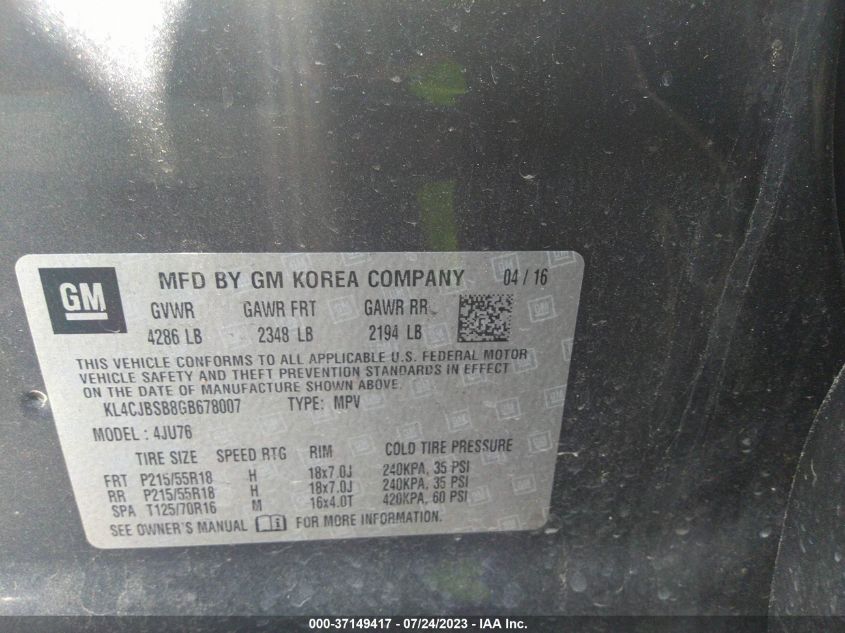 GM
MFD BY GM KOREA COMPANY 04 / 16
GVWR GAWR FRT GAWR RR
4286 LB 2348 LB 2194 LB
THIS VEHICLE CONFORMS TO ALL APPLICABLE U.S. FEDERAL MOTOR
VEHICLE SAFETY AND THEFT PREVENTION STANDARDS IN EFFECT
ON THE DATE OF MANUFACTURE SHOWN ABOVE.
KL4CJBSB8GB678007 TYPE: MPV
MODEL : 4JU76
TIRE SIZE SPEED RTG RIM COLD TIRE PRESSURE
FRT P215/55R18 H 18x7.0J 240KPA, 35 PSI
RR P215/55R18 H 18x7.0J 240KPA, 35 PSI
SPA T125/70R16 M 16x4.0T 420KPA, 60 PSI
SEE OWNER'S MANUAL FOR MORE INFORMATION.
000-37149417 - 07/24/2023 - IAA Inc.